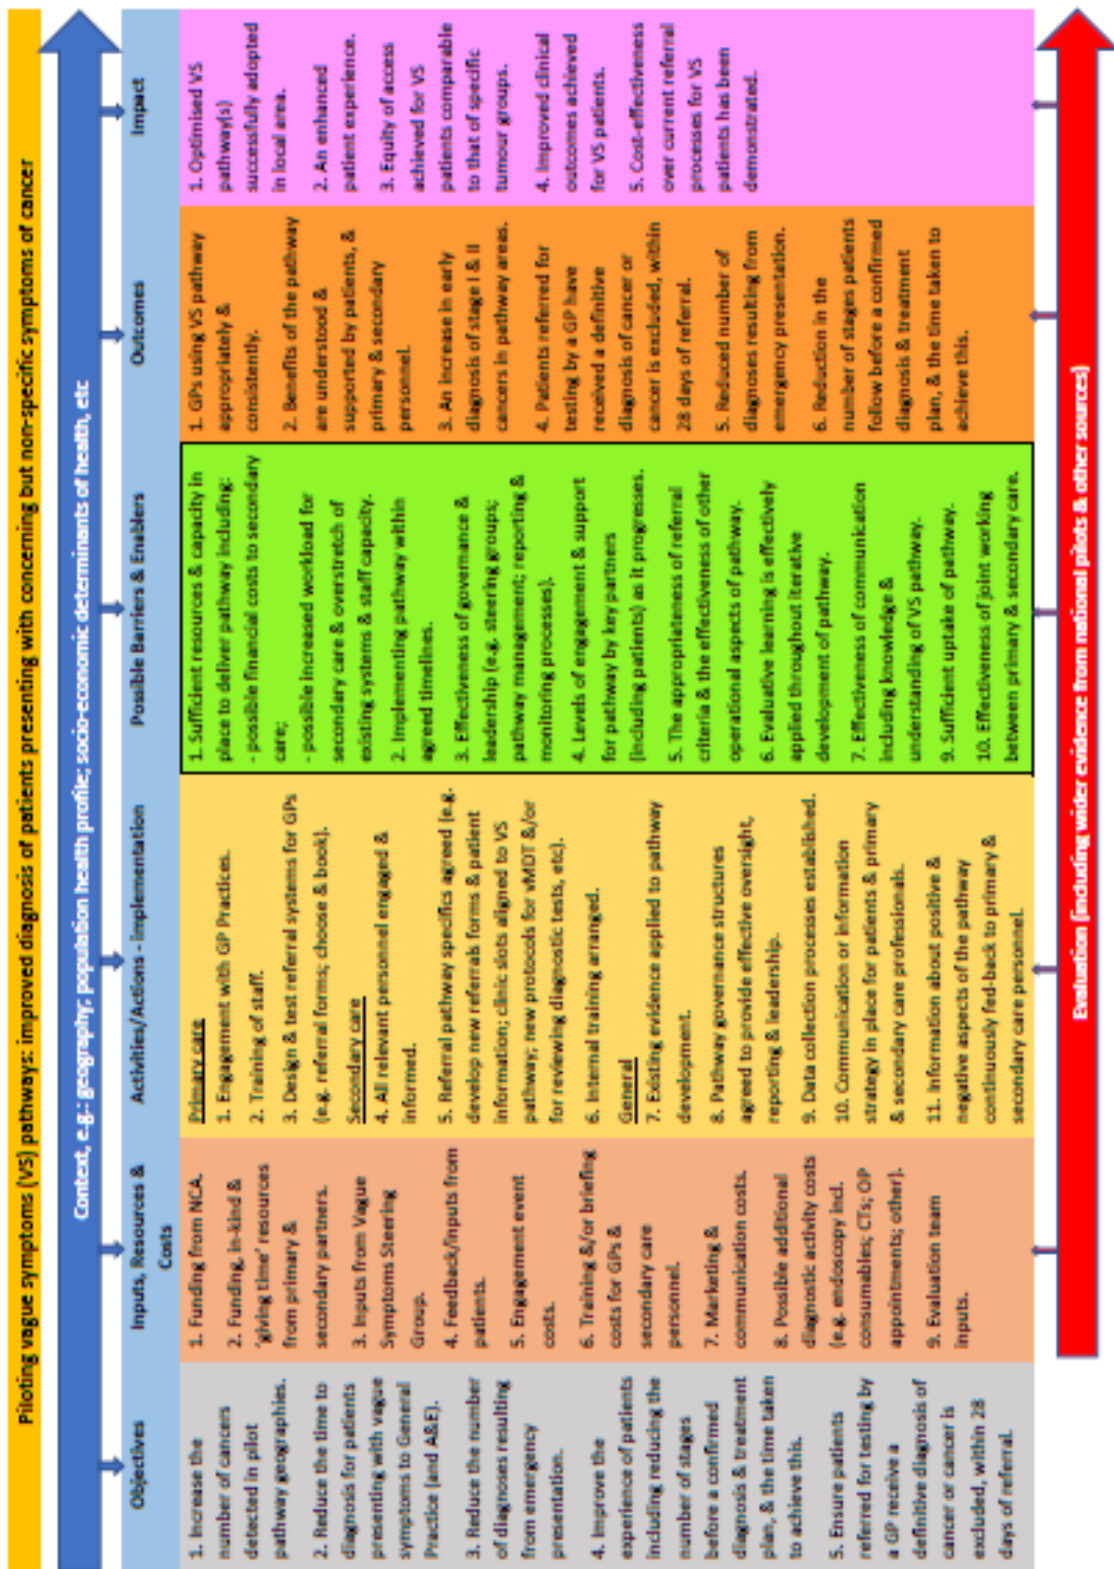 Piloting vague symptoms (VS) pathways: improved diagnosis of patients presenting with concerning but non-specific symptoms of cancer
Context, e.g.: geography; population health profile; socio-economic determinants of health, etc
Objectives
1. Increase the
number of cancers
detected in pilot
pathway geographies.
2. Reduce the time to
diagnosis for patients
presenting with vague
symptoms to General
Practice (and A&E).
3. Reduce the number
of diagnoses resulting
from emergency
presentation.
4. Improve the
experience of patients
including reducing the
number of stages
before a confirmed
diagnosis & treatment
plan, & the time taken
to achieve this.
5. Ensure patients
referred for testing by
a GP receive a
definitive diagnosis of
cancer or cancer is
excluded, within 28
days of referral.
Inputs, Resources &
Costs
1. Funding from NCA.
2. Funding, in-kind &
'giving time' resources
from primary &
secondary partners.
3. Inputs from Vague
Symptoms Steering
Group.
4. Feedback/inputs from
patients.
5. Engagement event
costs.
6. Training &/or briefing
costs for GPs &
secondary care
personnel.
7. Marketing &
communication costs.
8. Possible additional
diagnostic activity costs
(e.g. endoscopy incl.
consumables; CTs; OP
appointments; other).
9. Evaluation team
inputs.
Activities/Actions - implementation
Primary care
1. Engagement with GP Practices.
2. Training of staff.
3. Design & test referral systems for GPs
(e.g. referral forms; choose & book).
Secondary care
4. All relevant personnel engaged &
informed.
5. Referral pathway specifics agreed (e.g.
develop new referrals forms & patient
information; clinic slots aligned to VS
pathway; new protocols for vMDT &/or
for reviewing diagnostic tests, etc).
6. Internal training arranged.
General
7. Existing evidence applied to pathway
development.
8. Pathway governance structures
agreed to provide effective oversight,
reporting & leadership.
9. Data collection processes established.
10. Communication or information
strategy in place for patients & primary
& secondary care professionals.
11. Information about positive &
negative aspects of the pathway
continuously fed-back to primary &
secondary care personnel.
Possible Barriers & Enablers
1. Sufficient resources & capacity in
place to deliver pathway including:
- possible financial costs to secondary
care;
- possible increased workload for
secondary care & overstretch of
existing systems & staff capacity.
2. Implementing pathway within
agreed timelines.
3. Effectiveness of governance &
leadership (e.g. steering groups;
pathway management; reporting &
monitoring processes).
4. Levels of engagement & support
for pathway by key partners
(including patients) as it progresses.
5. The appropriateness of referral
criteria & the effectiveness of other
operational aspects of pathway.
6. Evaluative learning is effectively
applied throughout iterative
development of pathway.
7. Effectiveness of communication
including knowledge &
understanding of VS pathway.
9. Sufficient uptake of pathway.
10. Effectiveness of joint working
between primary & secondary care.
Outcomes
1. GPs using VS pathway
appropriately &
consistently.
2. Benefits of the pathway
are understood &
supported by patients, &
primary & secondary
personnel.
3. An increase in early
diagnosis of stage I & II
cancers in pathway areas.
4. Patients referred for
testing by a GP have
received a definitive
diagnosis of cancer or
cancer is excluded, within
28 days of referral.
5. Reduced number of
diagnoses resulting from
emergency presentation.
6. Reduction in the
number of stages patients
follow before a confirmed
diagnosis & treatment
plan, & the time taken to
achieve this.
Impact
1. Optimised VS
pathway(s)
successfully adopted
in local area.
2. An enhanced
patient experience.
3. Equity of access
achieved for VS
patients comparable
to that of specific
tumour groups.
4. Improved clinical
outcomes achieved
for VS patients.
5. Cost-effectiveness
over current referral
processes for VS
patients has been
demonstrated.
Evaluation (including wider evidence from national pilots & other sources)